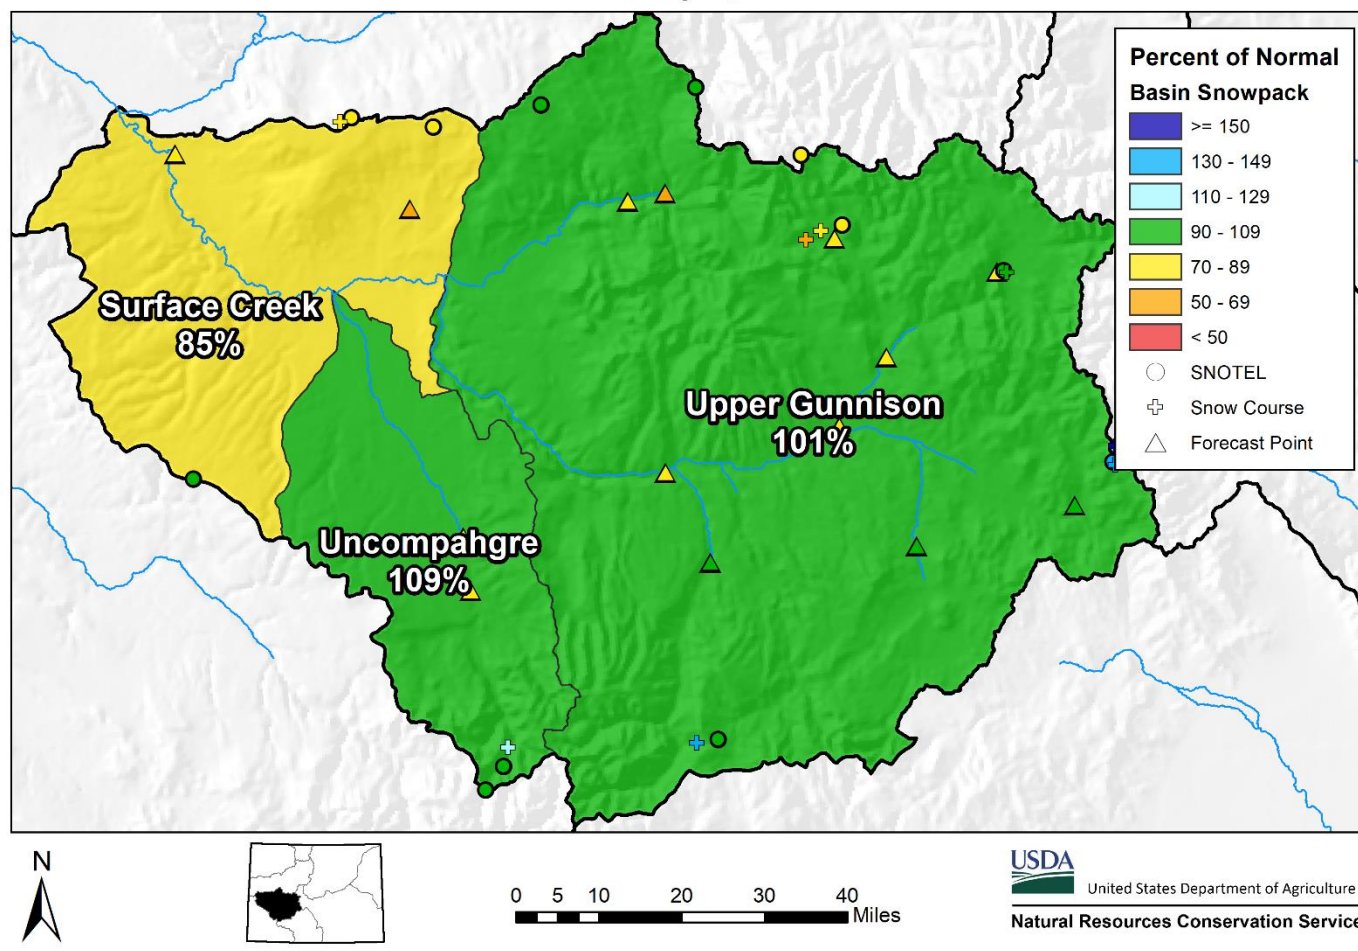 Percent of Normal
Basin Snowpack
>= 150
130 - 149
110 - 129
90 - 109
70 - 89
50 - 69
< 50
SNOTEL
Snow Course
Forecast Point
Surface Creek
85%
Upper Gunnison
101%
Uncompahgre
109%
N
0 5 10 20 30 40
Miles
USDA
United States Department of Agriculture
Natural Resources Conservation Service